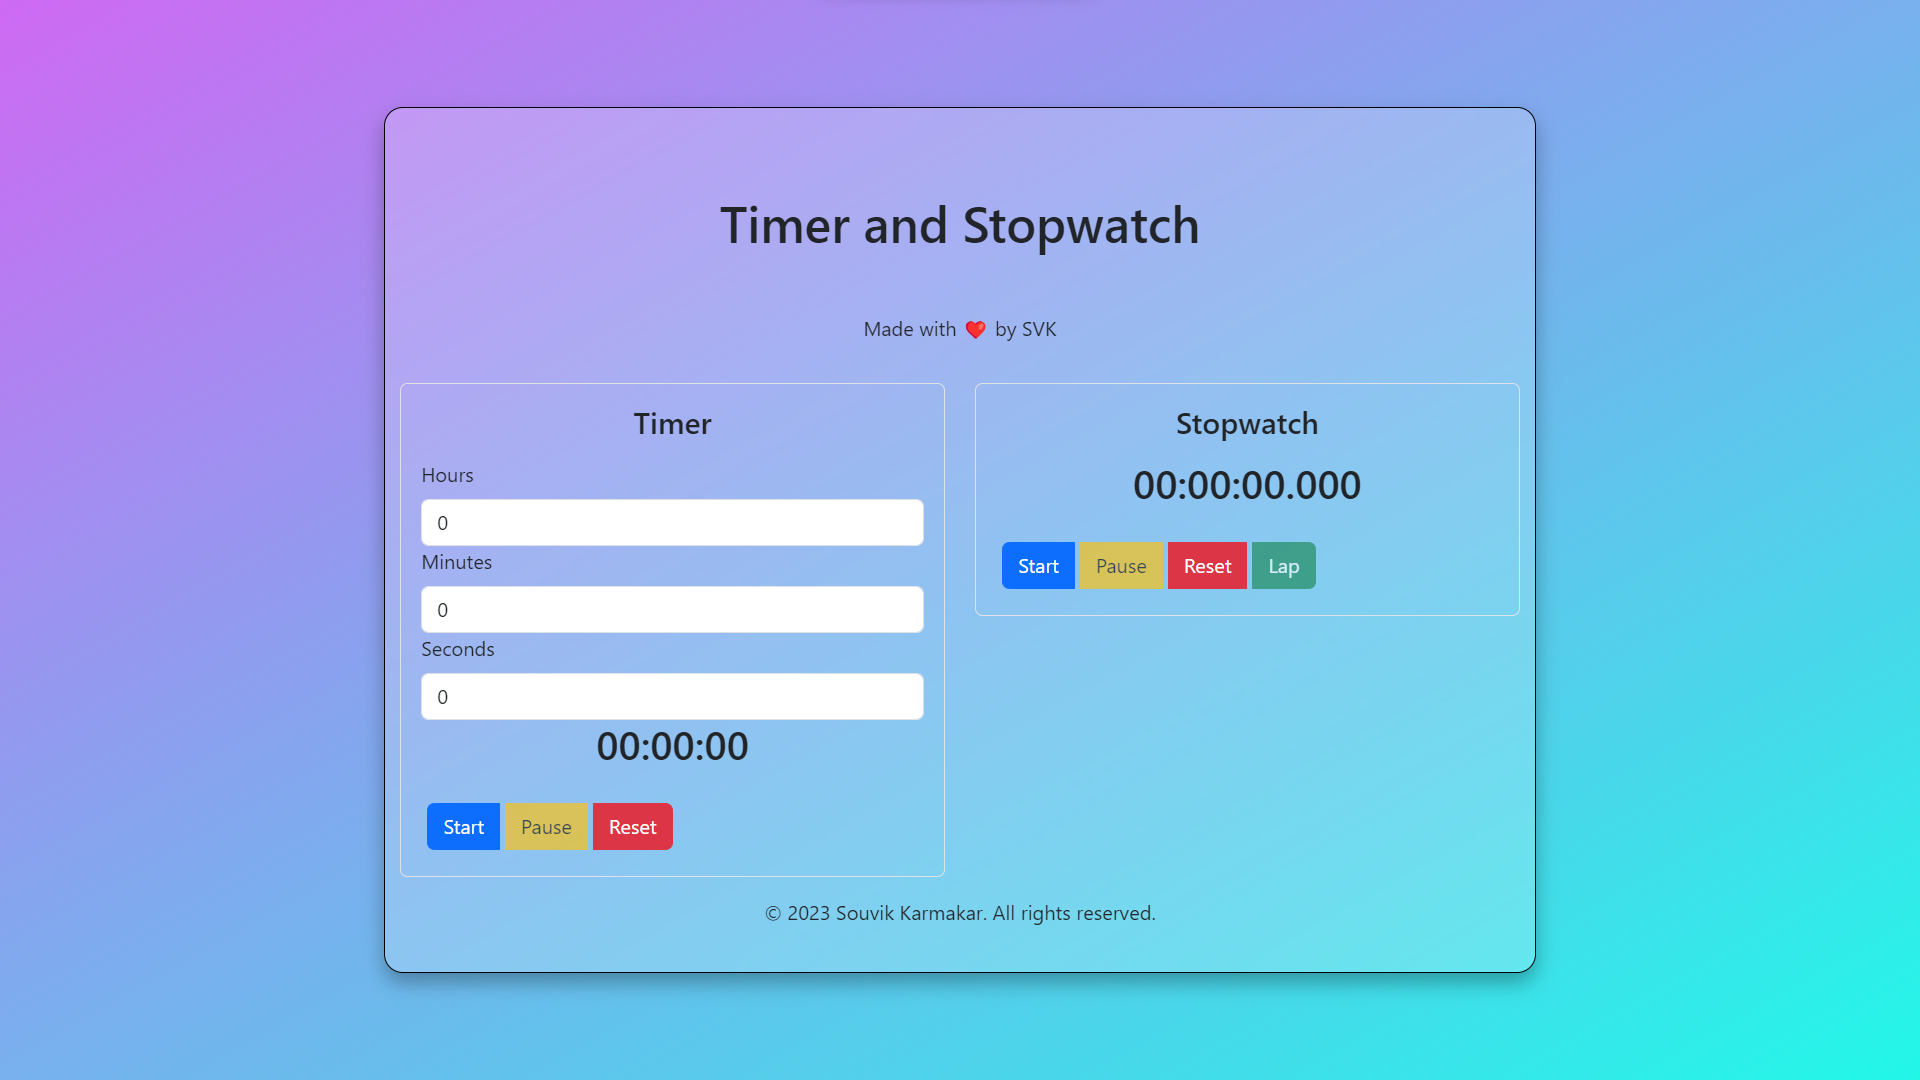 Timer and Stopwatch
Made with ❤️ by SVK
Timer
Hours
0
Minutes
0
Seconds
0
00:00:00
Start Pause Reset
Stopwatch
00:00:00.000
Start Pause Reset Lap
© 2023 Souvik Karmakar. All rights reserved.